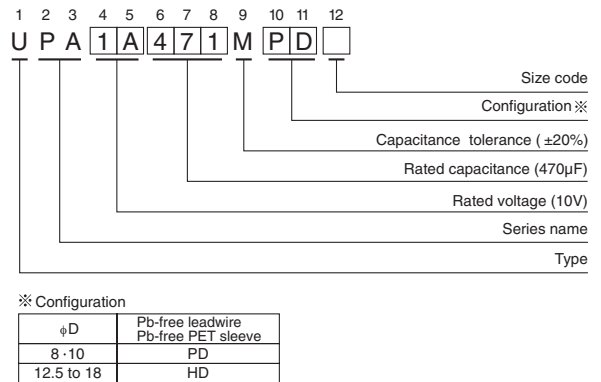 1 2 3 4 5 6 7 8 9 10 11 12
U P A 1 A 4 7 1 M P D
Size code
Configuration※
Capacitance tolerance ( ±20%)
Rated capacitance (470µF)
Rated voltage (10V)
Series name
Type
※ Configuration
φD Pb-free leadwire
Pb-free PET sleeve
8 · 10 PD
12.5 to 18 HD